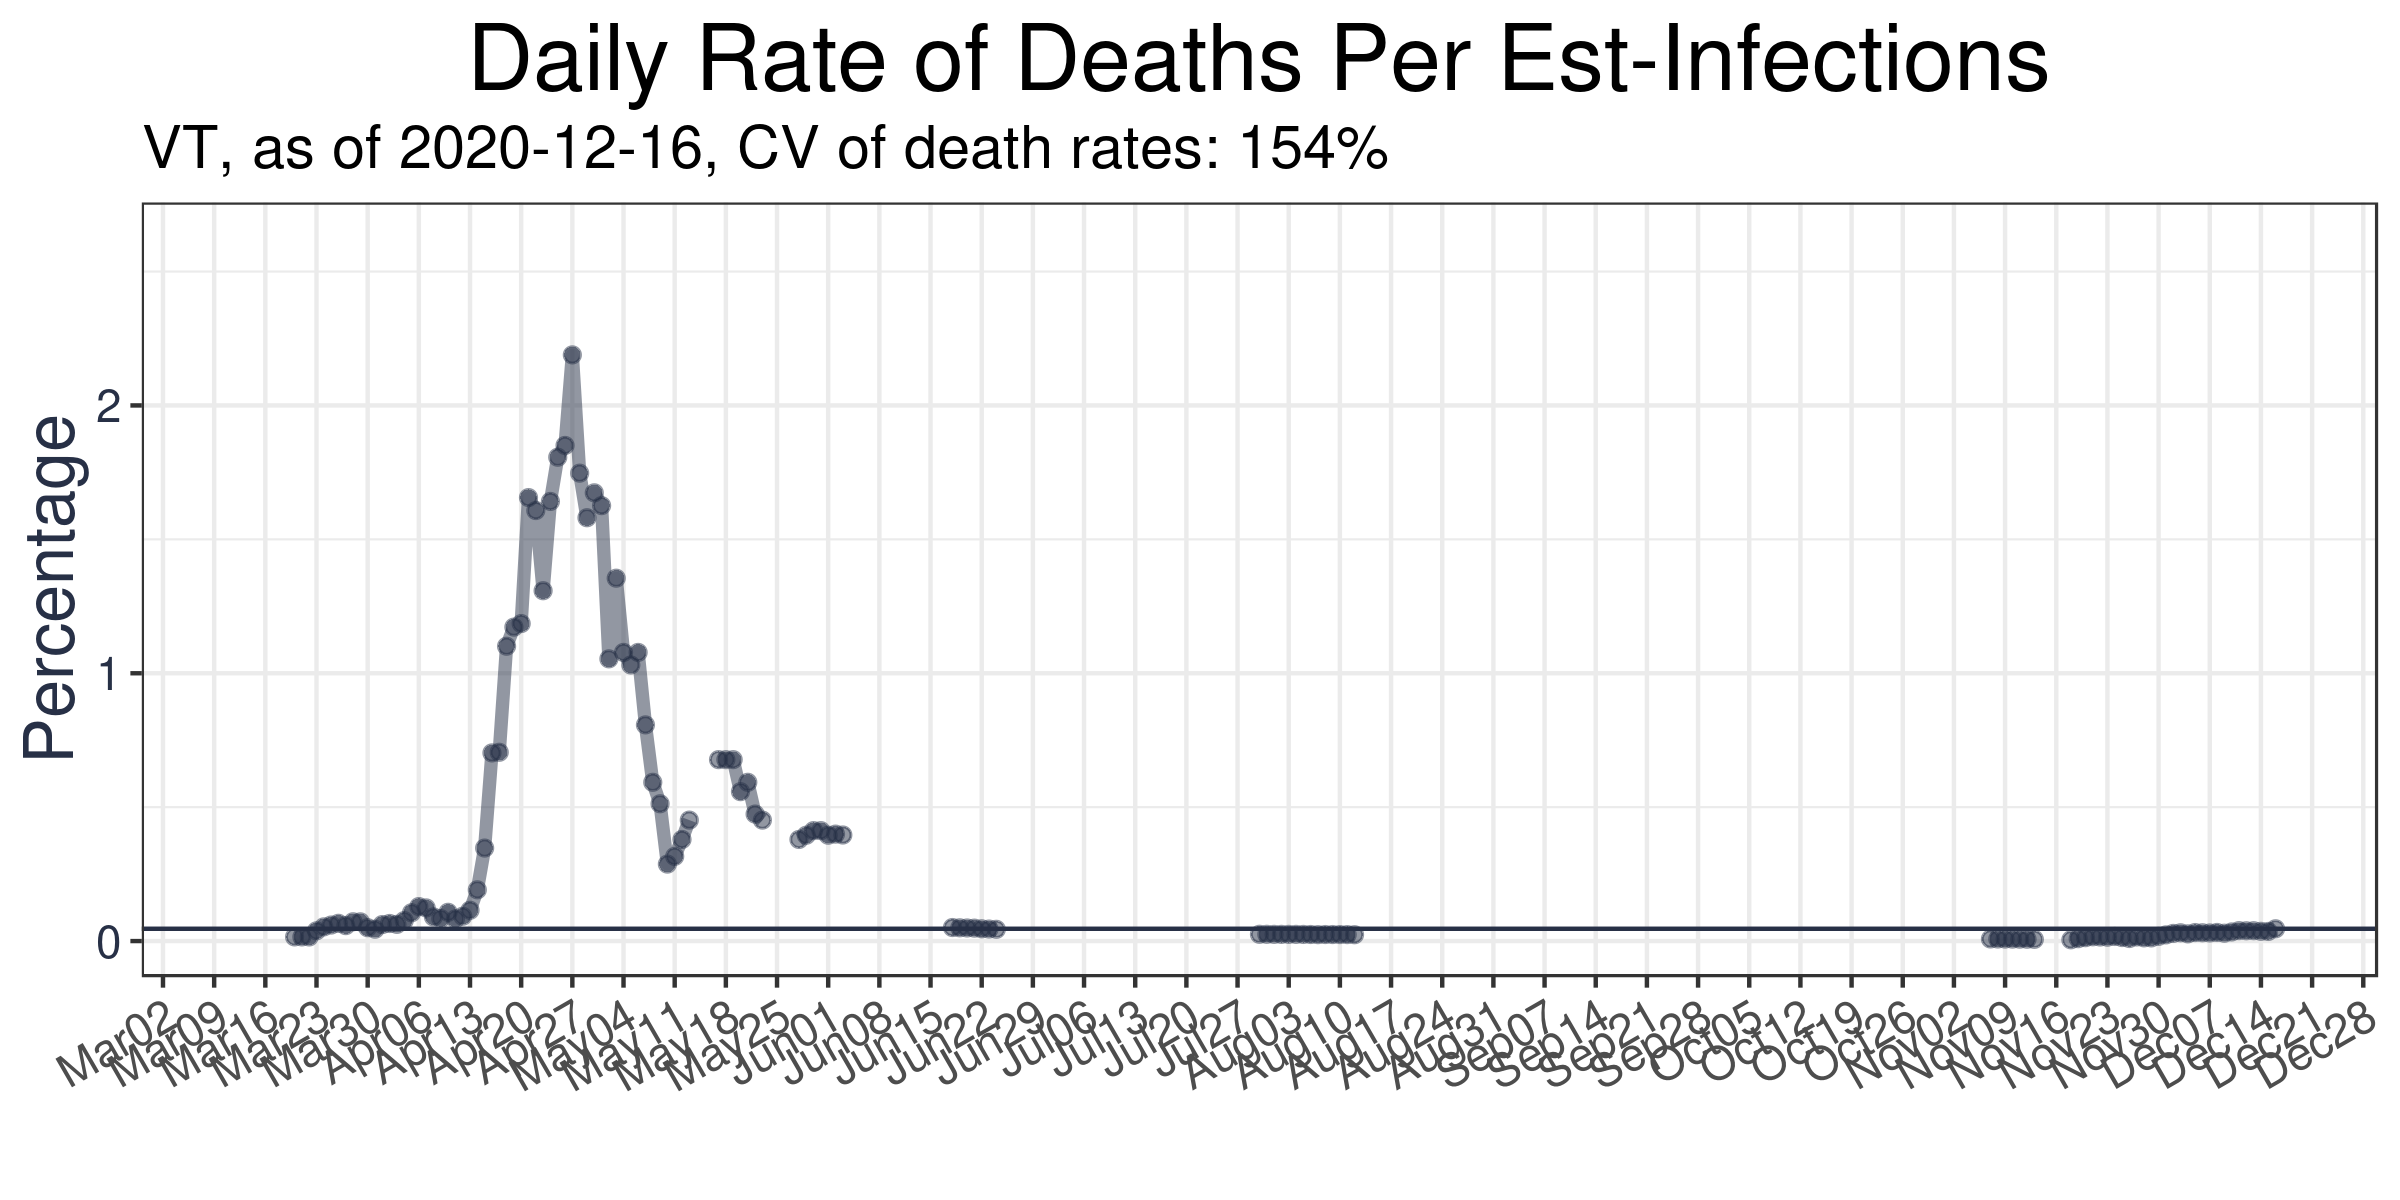 Daily Rate of Deaths Per Est-Infections
VT, as of 2020-12-16, CV of death rates: 154%
Percentage
2
1
0
Mar02
Mar09
Mar16
Mar23
Mar30
Apr06
Apr13
Apr20
Apr27
May04
May11
May18
May25
Jun01
Jun08
Jun15
Jun22
Jun29
Jul06
Jul13
Jul20
Jul27
Aug03
Aug10
Aug17
Aug24
Aug31
Sep07
Sep14
Sep21
Sep28
Oct05
Oct12
Oct19
Oct26
Nov02
Nov09
Nov16
Nov23
Nov30
Dec07
Dec14
Dec21
Dec28